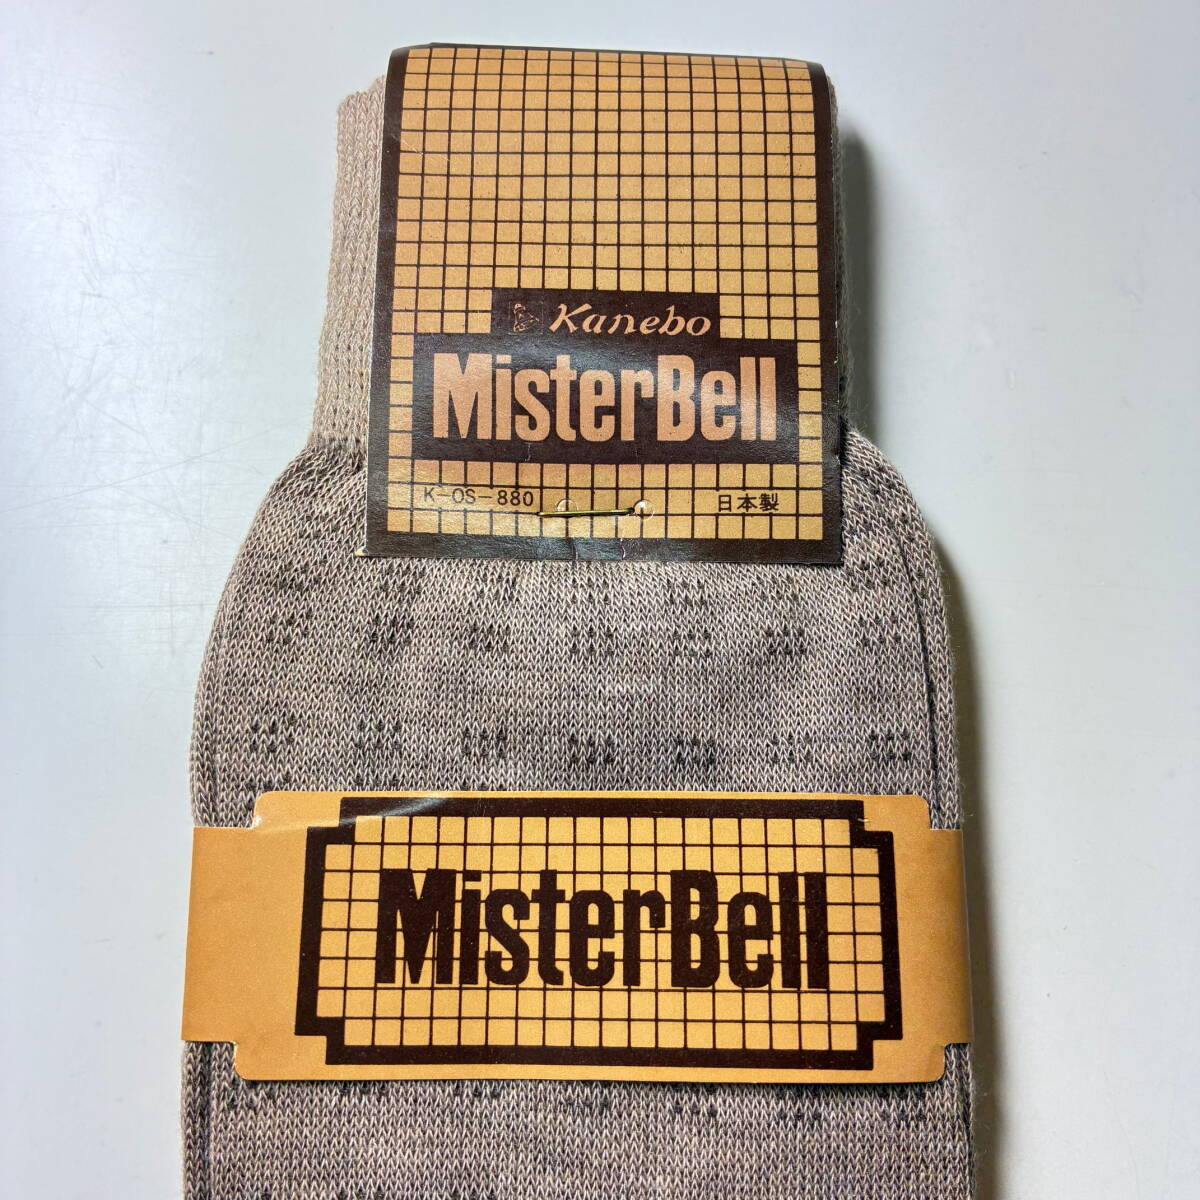 Kanebo
MisterBell
K-OS-880 日本製
MisterBell